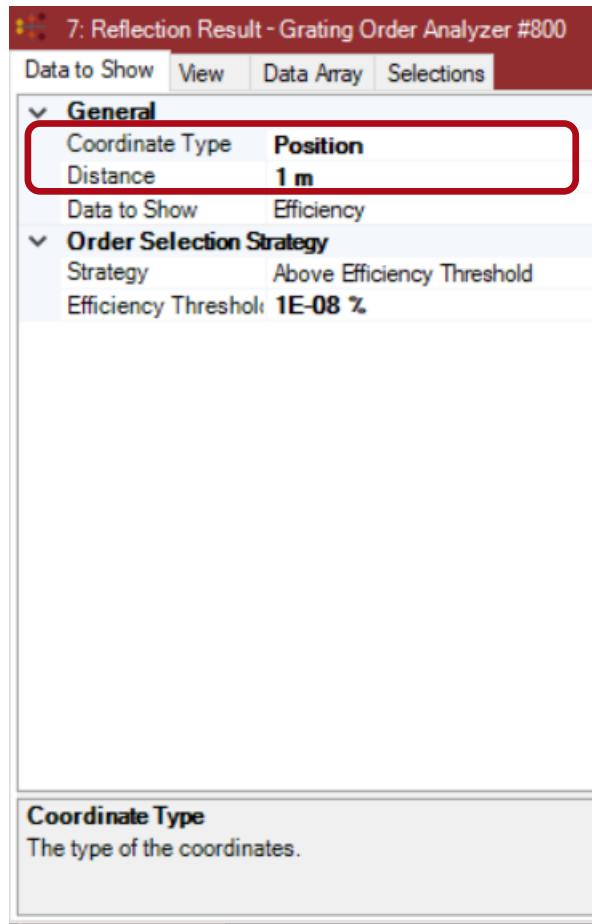 7: Reflection Result - Grating Order Analyzer #800
Data to Show View Data Array Selections
General
Coordinate Type Position
Distance 1 m
Data to Show Efficiency
Order Selection Strategy
Strategy Above Efficiency Threshold
Efficiency Threshol 1E-08 %
Coordinate Type
The type of the coordinates.